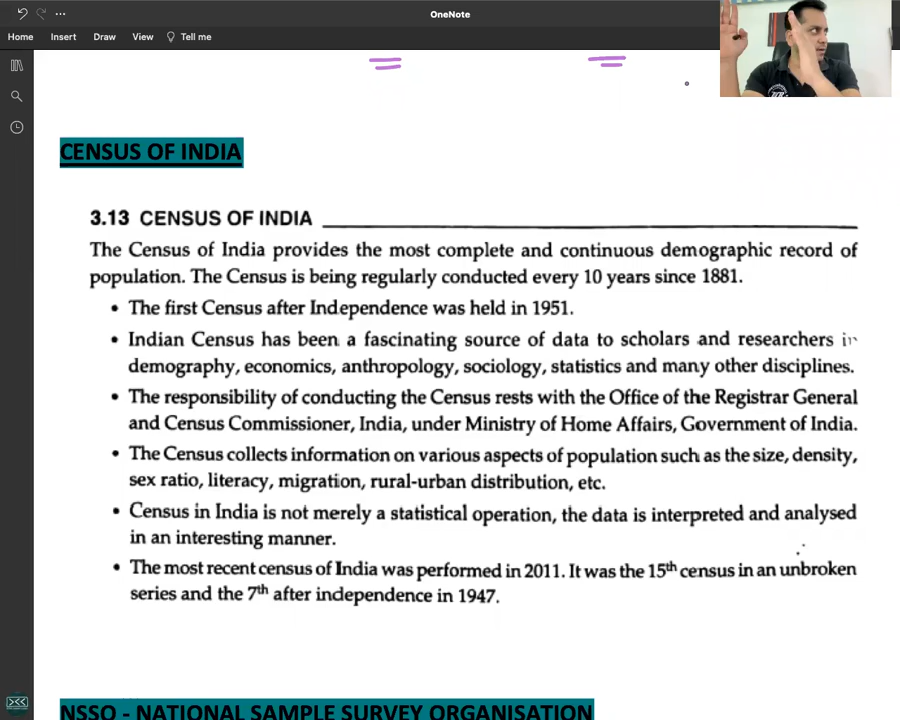 OneNote
Home Insert Draw View Tell me
CENSUS OF INDIA
3.13 CENSUS OF INDIA
The Census of India provides the most complete and continuous demographic record of
population. The Census is being regularly conducted every 10 years since 1881.
• The first Census after Independence was held in 1951.
• Indian Census has been a fascinating source of data to scholars and researchers in
demography, economics, anthropology, sociology, statistics and many other disciplines.
• The responsibility of conducting the Census rests with the Office of the Registrar General
and Census Commissioner, India, under Ministry of Home Affairs, Government of India.
• The Census collects information on various aspects of population such as the size, density,
sex ratio, literacy, migration, rural-urban distribution, etc.
• Census in India is not merely a statistical operation, the data is interpreted and analysed
in an interesting manner.
• The most recent census of India was performed in 2011. It was the 15th census in an unbroken
series and the 7th after independence in 1947.
NSSO - NATIONAL SAMPLE SURVEY ORGANISATION